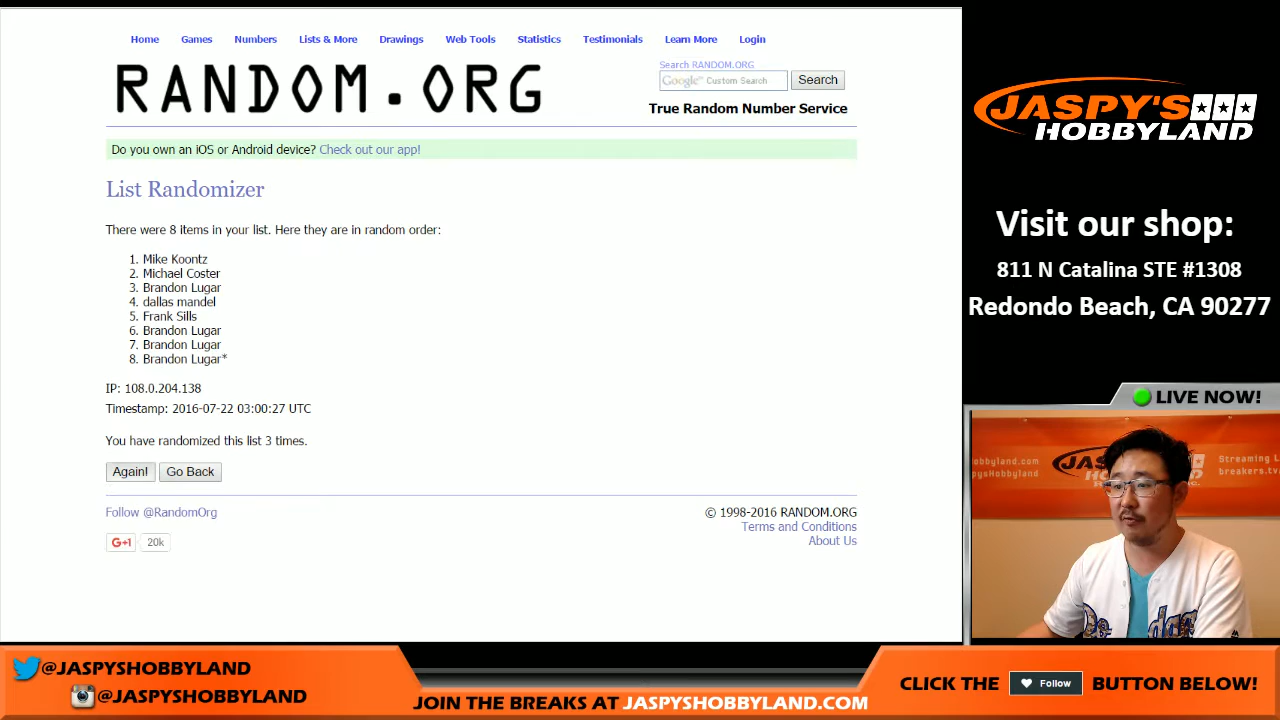 Home Games Numbers Lists & More Drawings Web Tools Statistics Testimonials Learn More Login
RANDOM.ORG
Search RANDOM.ORG
Google™ Custom Search Search
True Random Number Service
Do you own an iOS or Android device? Check out our app!
List Randomizer
There were 8 items in your list. Here they are in random order:
1. Mike Koontz
2. Michael Coster
3. Brandon Lugar
4. dallas mandel
5. Frank Sills
6. Brandon Lugar
7. Brandon Lugar
8. Brandon Lugar*
IP: 108.0.204.138
Timestamp: 2016-07-22 03:00:27 UTC
You have randomized this list 3 times.
Again! Go Back
Follow @RandomOrg
G+1 20k
© 1998-2016 RANDOM.ORG
Terms and Conditions
About Us
JASPY'S
HOBBYLAND
Visit our shop:
811 N Catalina STE #1308
Redondo Beach, CA 90277
LIVE NOW!
Streaming
breakers.tv
@JASPYSHOBBYLAND
@JASPYSHOBBYLAND
JOIN THE BREAKS AT JASPYSHOBBYLAND.COM
CLICK THE Follow BUTTON BELOW!